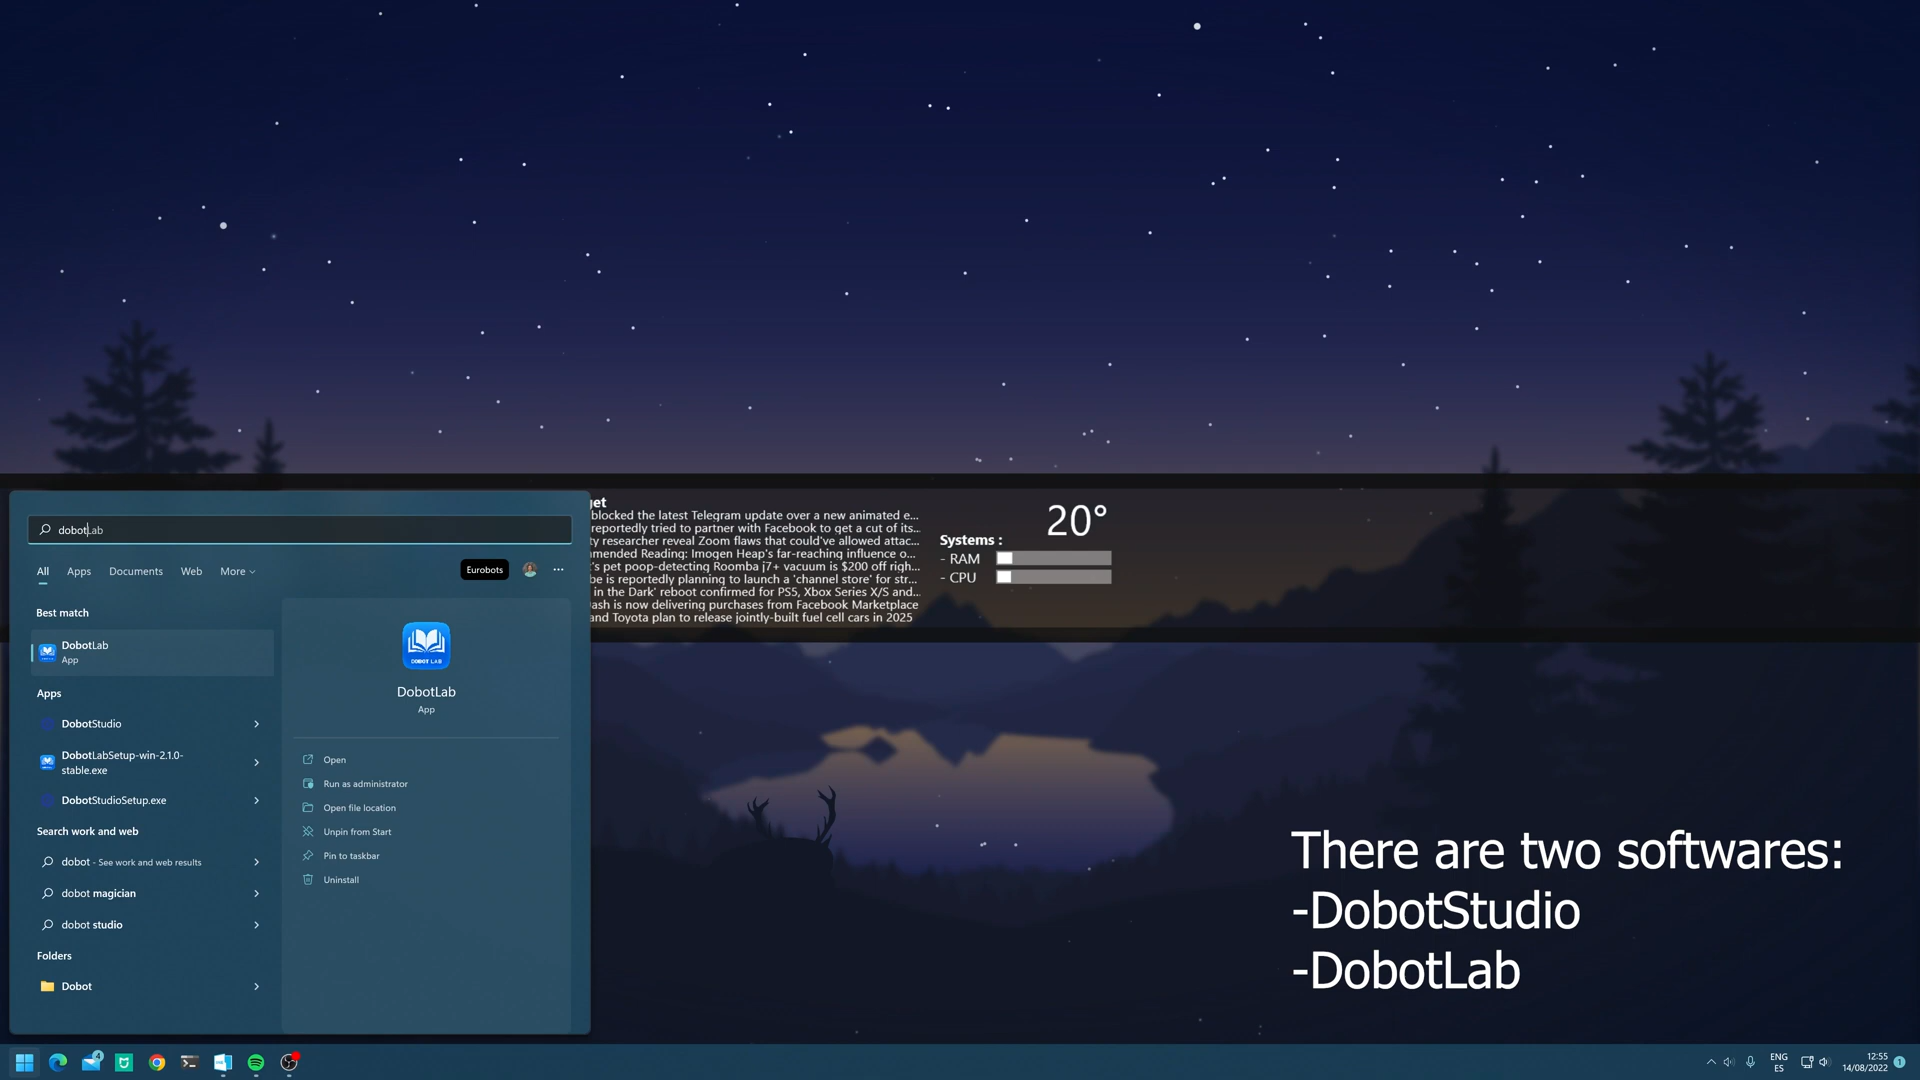 dobotLab
All
Apps
Documents
Web
More
Eurobots
Best match
DobotLab
App
Apps
DobotStudio
DobotLabSetup-win-2.1.0-
stable.exe
DobotStudioSetup.exe
Search work and web
dobot - See work and web results
dobot magician
dobot studio
Folders
Dobot
DOBOT LAB
DobotLab
App
Open
Run as administrator
Open file location
Unpin from Start
Pin to taskbar
Uninstall
blocked the latest Telegram update over a new animated e...
reportedly tried to partner with Facebook to get a cut of its...
ty researcher reveal Zoom flaws that could've allowed attac...
mmended Reading: Imogen Heap's far-reaching influence o...
's pet poop-detecting Roomba j7+ vacuum is $200 off righ...
be is reportedly planning to launch a 'channel store' for str...
in the Dark' reboot confirmed for PS5, Xbox Series X/S and...
ash is now delivering purchases from Facebook Marketplace
and Toyota plan to release jointly-built fuel cell cars in 2025
20°
Systems :
- RAM
- CPU
There are two softwares:
-DobotStudio
-DobotLab
4
ENG
ES
12:55
14/08/2022
1